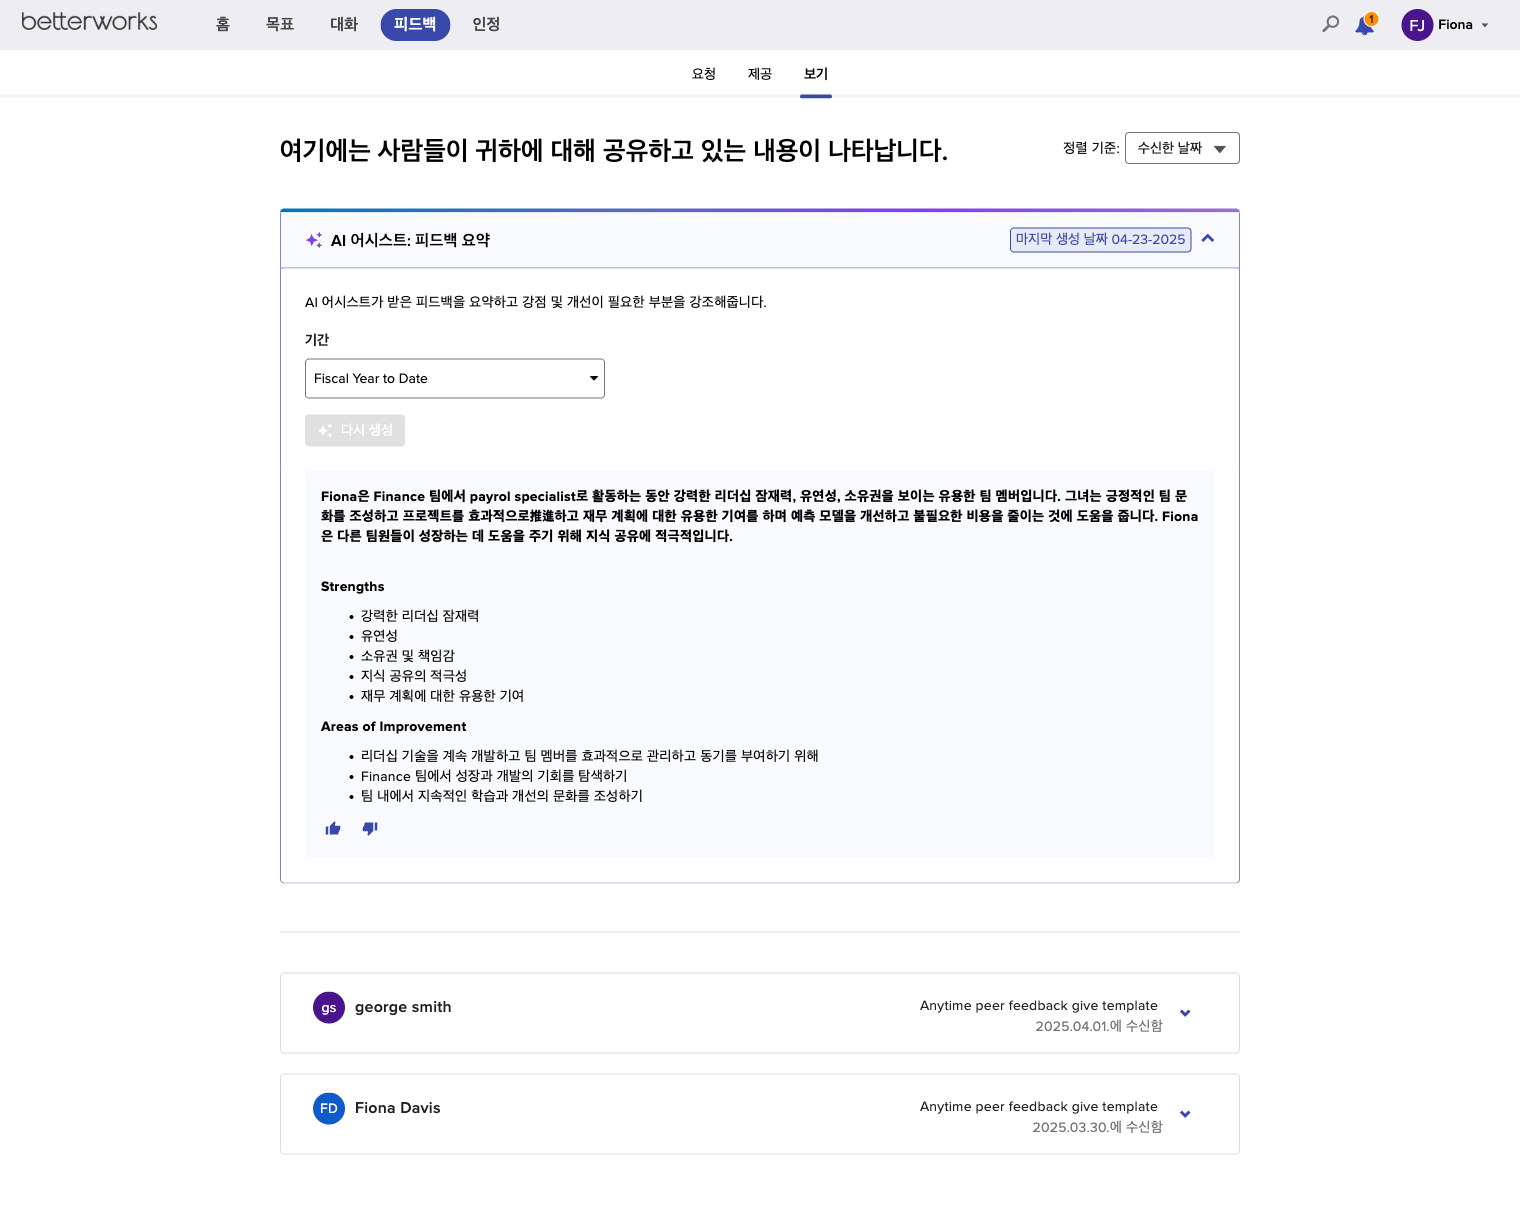 betterworks
홈 목표 대화 피드백 인정
1
FJ Fiona
요청 제공 보기
여기에는 사람들이 귀하에 대해 공유하고 있는 내용이 나타납니다.
정렬 기준: 수신한 날짜
AI 어시스트: 피드백 요약
마지막 생성 날짜 04-23-2025
AI 어시스트가 받은 피드백을 요약하고 강점 및 개선이 필요한 부분을 강조해줍니다.
기간
Fiscal Year to Date
다시 생성
Fiona은 Finance 팀에서 payrol specialist로 활동하는 동안 강력한 리더십 잠재력, 유연성, 소유권을 보이는 유용한 팀 멤버입니다. 그녀는 긍정적인 팀 문
화를 조성하고 프로젝트를 효과적으로推進하고 재무 계획에 대한 유용한 기여를 하며 예측 모델을 개선하고 불필요한 비용을 줄이는 것에 도움을 줍니다. Fiona
은 다른 팀원들이 성장하는 데 도움을 주기 위해 지식 공유에 적극적입니다.
Strengths
• 강력한 리더십 잠재력
• 유연성
• 소유권 및 책임감
• 지식 공유의 적극성
• 재무 계획에 대한 유용한 기여
Areas of Improvement
• 리더십 기술을 계속 개발하고 팀 멤버를 효과적으로 관리하고 동기를 부여하기 위해
• Finance 팀에서 성장과 개발의 기회를 탐색하기
• 팀 내에서 지속적인 학습과 개선의 문화를 조성하기
gs george smith
Anytime peer feedback give template
2025.04.01.에 수신함
FD Fiona Davis
Anytime peer feedback give template
2025.03.30.에 수신함